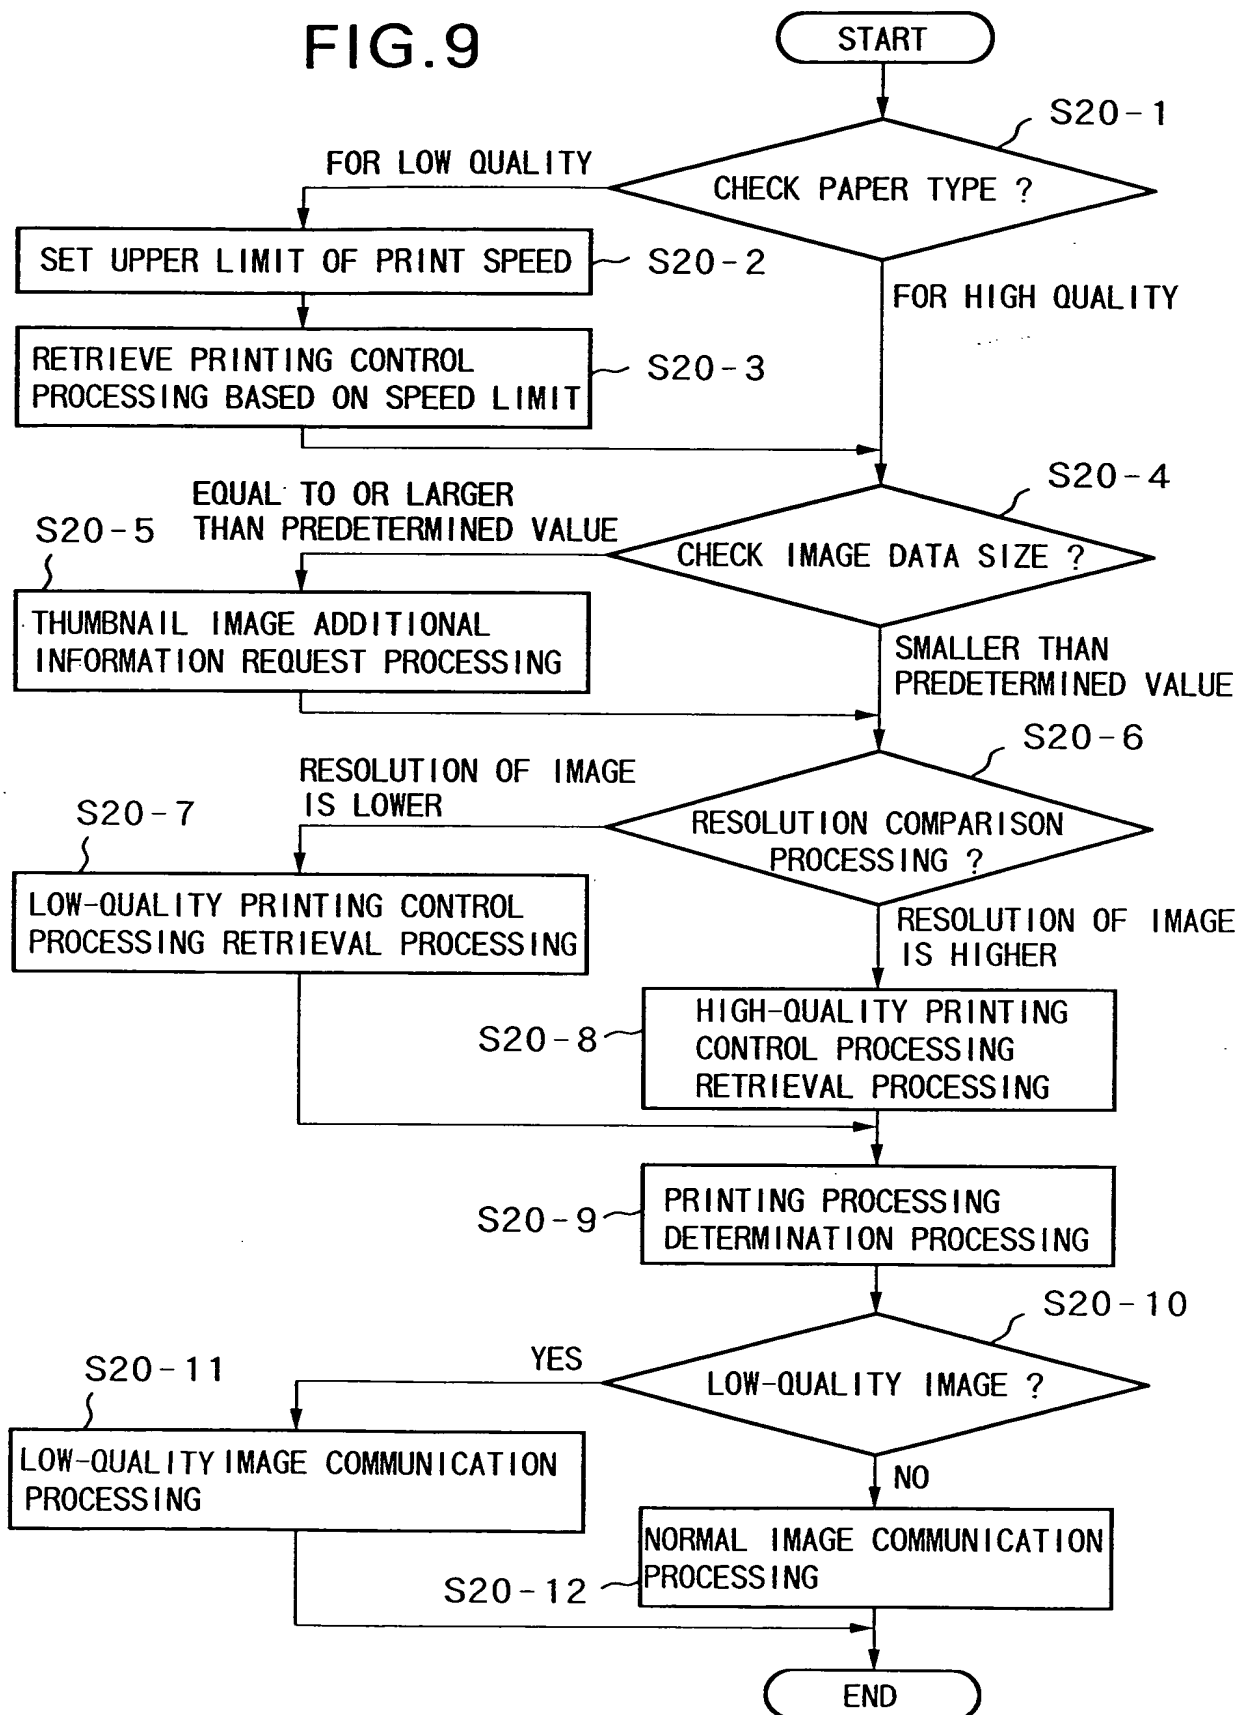 FIG.9
START
S20-1
FOR LOW QUALITY
CHECK PAPER TYPE ?
SET UPPER LIMIT OF PRINT SPEED
S20-2
FOR HIGH QUALITY
RETRIEVE PRINTING CONTROL
PROCESSING BASED ON SPEED LIMIT
S20-3
S20-4
EQUAL TO OR LARGER
THAN PREDETERMINED VALUE
S20-5
CHECK IMAGE DATA SIZE ?
THUMBNAIL IMAGE ADDITIONAL
INFORMATION REQUEST PROCESSING
SMALLER THAN
PREDETERMINED VALUE
S20-6
RESOLUTION OF IMAGE
IS LOWER
S20-7
RESOLUTION COMPARISON
PROCESSING ?
LOW-QUALITY PRINTING CONTROL
PROCESSING RETRIEVAL PROCESSING
RESOLUTION OF IMAGE
IS HIGHER
S20-8
HIGH-QUALITY PRINTING
CONTROL PROCESSING
RETRIEVAL PROCESSING
S20-9
PRINTING PROCESSING
DETERMINATION PROCESSING
S20-10
YES
S20-11
LOW-QUALITY IMAGE ?
LOW-QUALITY IMAGE COMMUNICATION
PROCESSING
NO
NORMAL IMAGE COMMUNICATION
PROCESSING
S20-12
END